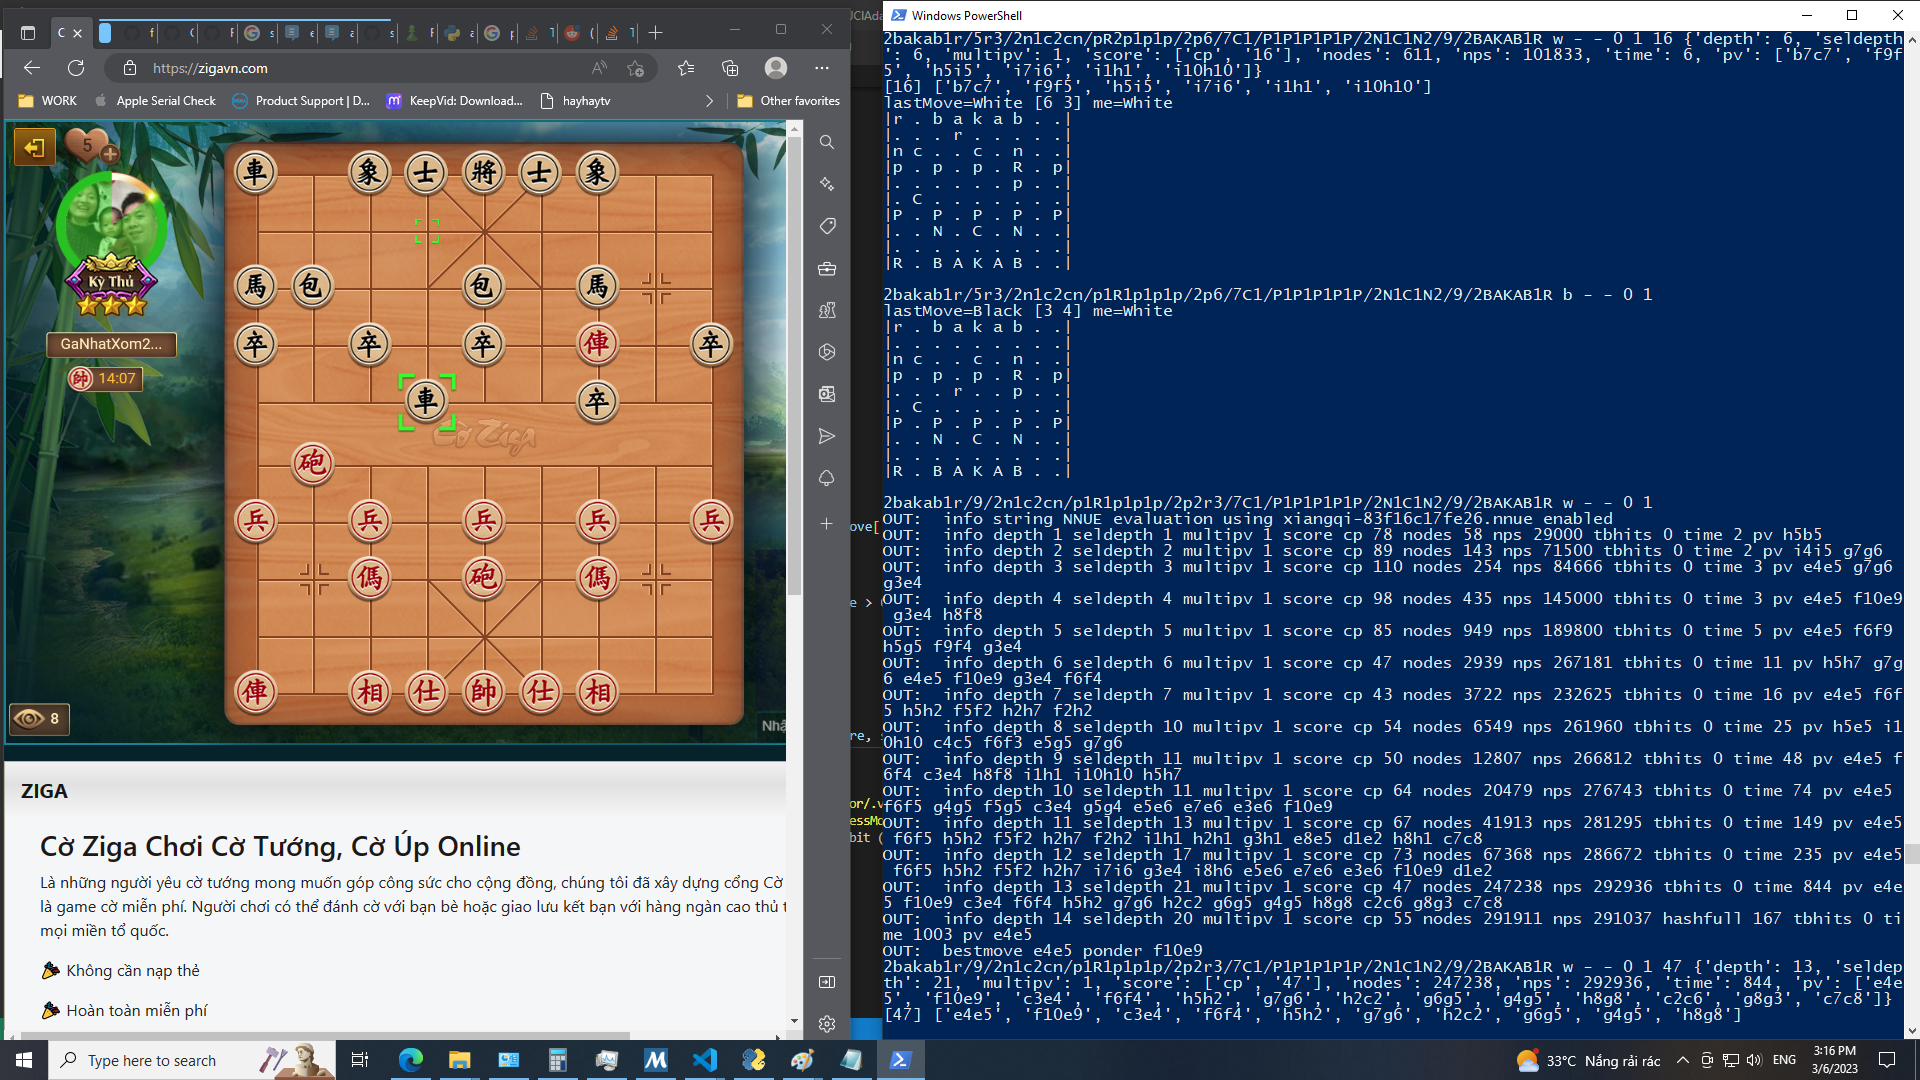 C
T
T
https://zigavn.com
WORK
Apple Serial Check
Product Support | D...
KeepVid: Download...
hayhaytv
Other favorites
5
Kỳ Thủ
GaNhatXom2...
帥 14:07
8
車 象 士 將 士 象
馬 包 包 馬
卒 卒 卒 俥 卒
車 卒
Cờ Ziga
砲
兵 兵 兵 兵 兵
傌 砲 傌
俥 相 仕 帥 仕 相
ZIGA
Cờ Ziga Chơi Cờ Tướng, Cờ Úp Online
Là những người yêu cờ tướng mong muốn góp công sức cho cộng đồng, chúng tôi đã xây dựng cổng Cờ
là game cờ miễn phí. Người chơi có thể đánh cờ với bạn bè hoặc giao lưu kết bạn với hàng ngàn cao thủ t
mọi miền tổ quốc.
Không cần nạp thẻ
Hoàn toàn miễn phí
Windows PowerShell
2bakab1r/5r3/2n1c2cn/pR2p1p1p/2p6/7C1/P1P1P1P1P/2N1C1N2/9/2BAKAB1R w - - 0 1 16 {'depth': 6, 'seldepth
': 6, 'multipv': 1, 'score': ['cp', '16'], 'nodes': 611, 'nps': 101833, 'time': 6, 'pv': ['b7c7', 'f9f
5', 'h5i5', 'i7i6', 'i1h1', 'i10h10']}
[16] ['b7c7', 'f9f5', 'h5i5', 'i7i6', 'i1h1', 'i10h10']
lastMove=White [6 3] me=White
|r . b a k a b . .|
|. . . r . . . . .|
|n c . . c . n . .|
|p . p . p . R . p|
|. . . . . . p . .|
|. C . . . . . . .|
|P . P . P . P . P|
|. . N . C . N . .|
|. . . . . . . . .|
|R . B A K A B . .|
2bakab1r/5r3/2n1c2cn/p1R1p1p1p/2p6/7C1/P1P1P1P1P/2N1C1N2/9/2BAKAB1R b - - 0 1
lastMove=Black [3 4] me=White
|r . b a k a b . .|
|. . . . . . . . .|
|n c . . c . n . .|
|p . p . p . R . p|
|. . . r . . p . .|
|. C . . . . . . .|
|P . P . P . P . P|
|. . N . C . N . .|
|. . . . . . . . .|
|R . B A K A B . .|
2bakab1r/9/2n1c2cn/p1R1p1p1p/2p2r3/7C1/P1P1P1P1P/2N1C1N2/9/2BAKAB1R w - - 0 1
OUT:  info string NNUE evaluation using xiangqi-83f16c17fe26.nnue enabled
OUT:  info depth 1 seldepth 1 multipv 1 score cp 78 nodes 58 nps 29000 tbhits 0 time 2 pv h5b5
OUT:  info depth 2 seldepth 2 multipv 1 score cp 89 nodes 143 nps 71500 tbhits 0 time 2 pv i4i5 g7g6
OUT:  info depth 3 seldepth 3 multipv 1 score cp 110 nodes 254 nps 84666 tbhits 0 time 3 pv e4e5 g7g6
g3e4
OUT:  info depth 4 seldepth 4 multipv 1 score cp 98 nodes 435 nps 145000 tbhits 0 time 3 pv e4e5 f10e9
g3e4 h8f8
OUT:  info depth 5 seldepth 5 multipv 1 score cp 85 nodes 949 nps 189800 tbhits 0 time 5 pv e4e5 f6f9
h5g5 f9f4 g3e4
OUT:  info depth 6 seldepth 6 multipv 1 score cp 47 nodes 2939 nps 267181 tbhits 0 time 11 pv h5h7 g7g
6 e4e5 f10e9 g3e4 f6f4
OUT:  info depth 7 seldepth 7 multipv 1 score cp 43 nodes 3722 nps 232625 tbhits 0 time 16 pv e4e5 f6f
5 h5h2 f5f2 h2h7 f2h2
OUT:  info depth 8 seldepth 10 multipv 1 score cp 54 nodes 6549 nps 261960 tbhits 0 time 25 pv h5e5 i1
0h10 c4c5 f6f3 e5g5 g7g6
OUT:  info depth 9 seldepth 11 multipv 1 score cp 50 nodes 12807 nps 266812 tbhits 0 time 48 pv e4e5 f
6f4 c3e4 h8f8 i1h1 i10h10 h5h7
OUT:  info depth 10 seldepth 11 multipv 1 score cp 64 nodes 20479 nps 276743 tbhits 0 time 74 pv e4e5
f6f5 g4g5 f5g5 c3e4 g5g4 e5e6 e7e6 e3e6 f10e9
OUT:  info depth 11 seldepth 13 multipv 1 score cp 67 nodes 41913 nps 281295 tbhits 0 time 149 pv e4e5
f6f5 h5h2 f5f2 h2h7 f2h2 i1h1 h2h1 g3h1 e8e5 d1e2 h8h1 c7c8
OUT:  info depth 12 seldepth 17 multipv 1 score cp 73 nodes 67368 nps 286672 tbhits 0 time 235 pv e4e5
f6f5 h5h2 f5f2 h2h7 i7i6 g3e4 i8h6 e5e6 e7e6 e3e6 f10e9 d1e2
OUT:  info depth 13 seldepth 21 multipv 1 score cp 47 nodes 247238 nps 292936 tbhits 0 time 844 pv e4e
5 f10e9 c3e4 f6f4 h5h2 g7g6 h2c2 g6g5 g4g5 h8g8 c2c6 g8g3 c7c8
OUT:  info depth 14 seldepth 20 multipv 1 score cp 55 nodes 291911 nps 291037 hashfull 167 tbhits 0 ti
me 1003 pv e4e5
OUT:  bestmove e4e5 ponder f10e9
2bakab1r/9/2n1c2cn/p1R1p1p1p/2p2r3/7C1/P1P1P1P1P/2N1C1N2/9/2BAKAB1R w - - 0 1 47 {'depth': 13, 'seldep
th': 21, 'multipv': 1, 'score': ['cp', '47'], 'nodes': 247238, 'nps': 292936, 'time': 844, 'pv': ['e4e
5', 'f10e9', 'c3e4', 'f6f4', 'h5h2', 'g7g6', 'h2c2', 'g6g5', 'g4g5', 'h8g8', 'c2c6', 'g8g3', 'c7c8']}
[47] ['e4e5', 'f10e9', 'c3e4', 'f6f4', 'h5h2', 'g7g6', 'h2c2', 'g6g5', 'g4g5', 'h8g8']
Type here to search
33°C Nắng rải rác
ENG
3:16 PM
3/6/2023